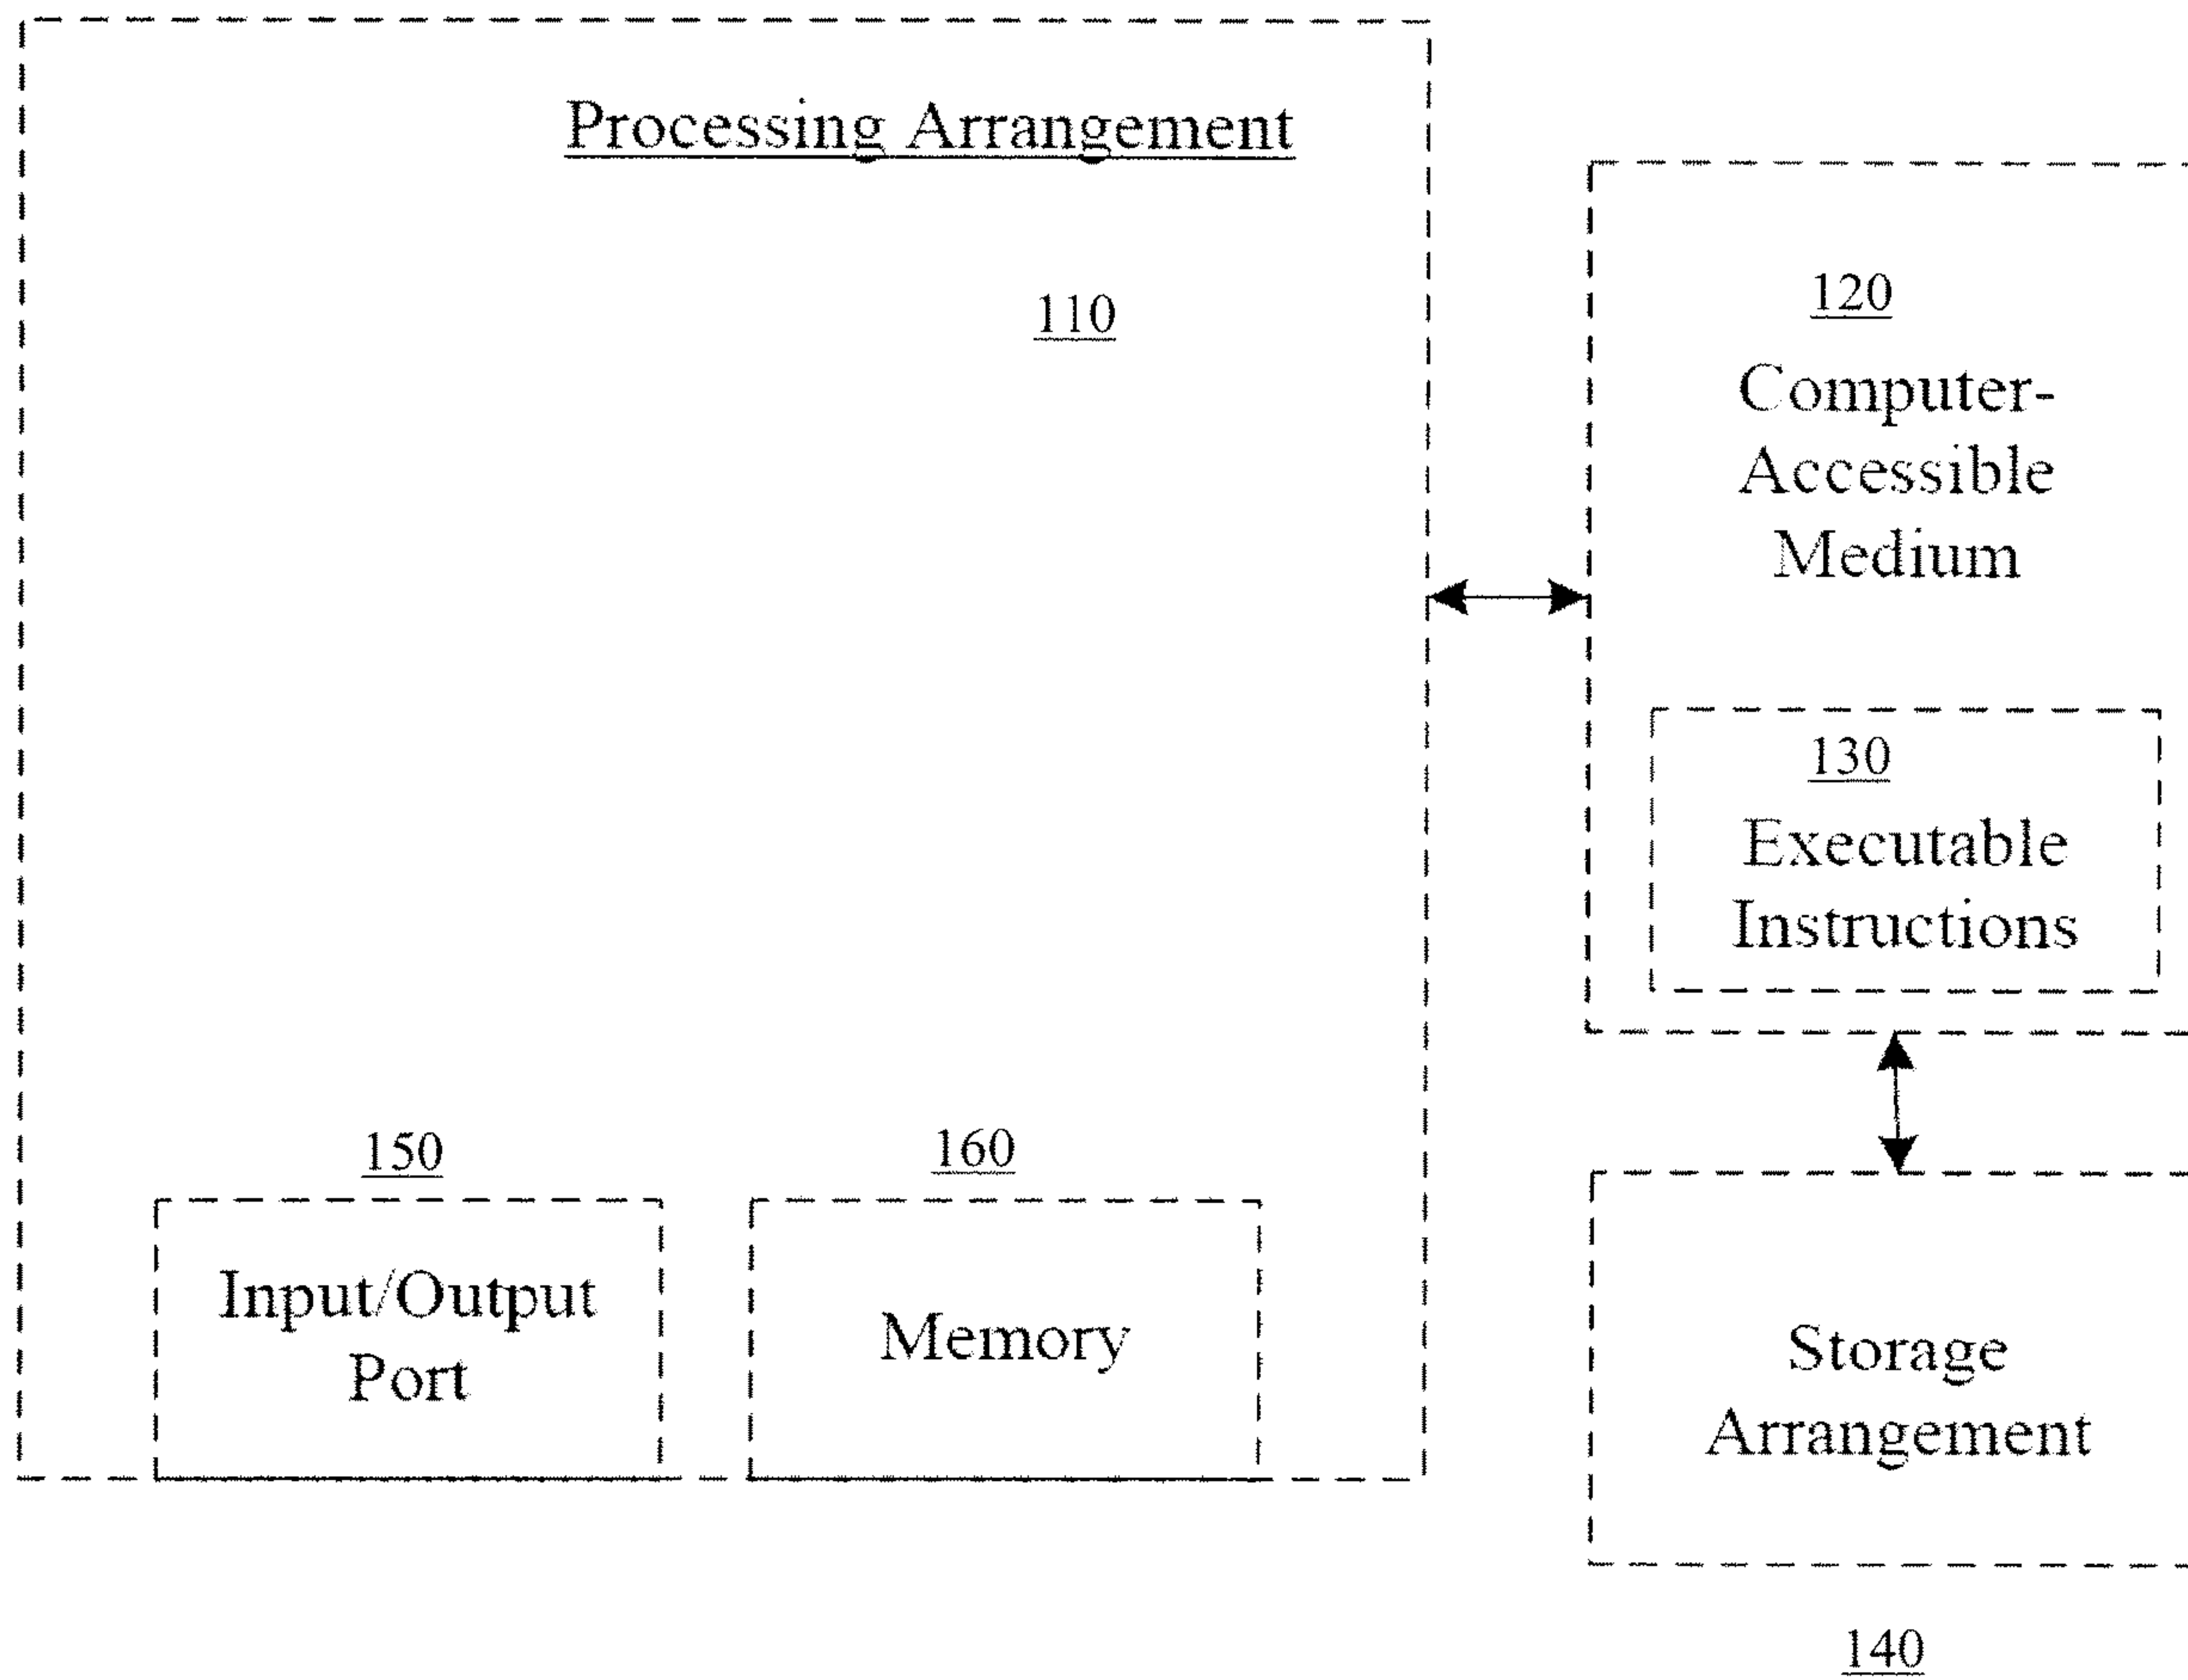 Processing Arrangement
110
120
Computer-
Accessible
Medium
130
Executable
Instructions
150
Input/Output
Port
160
Memory
Storage
Arrangement
140